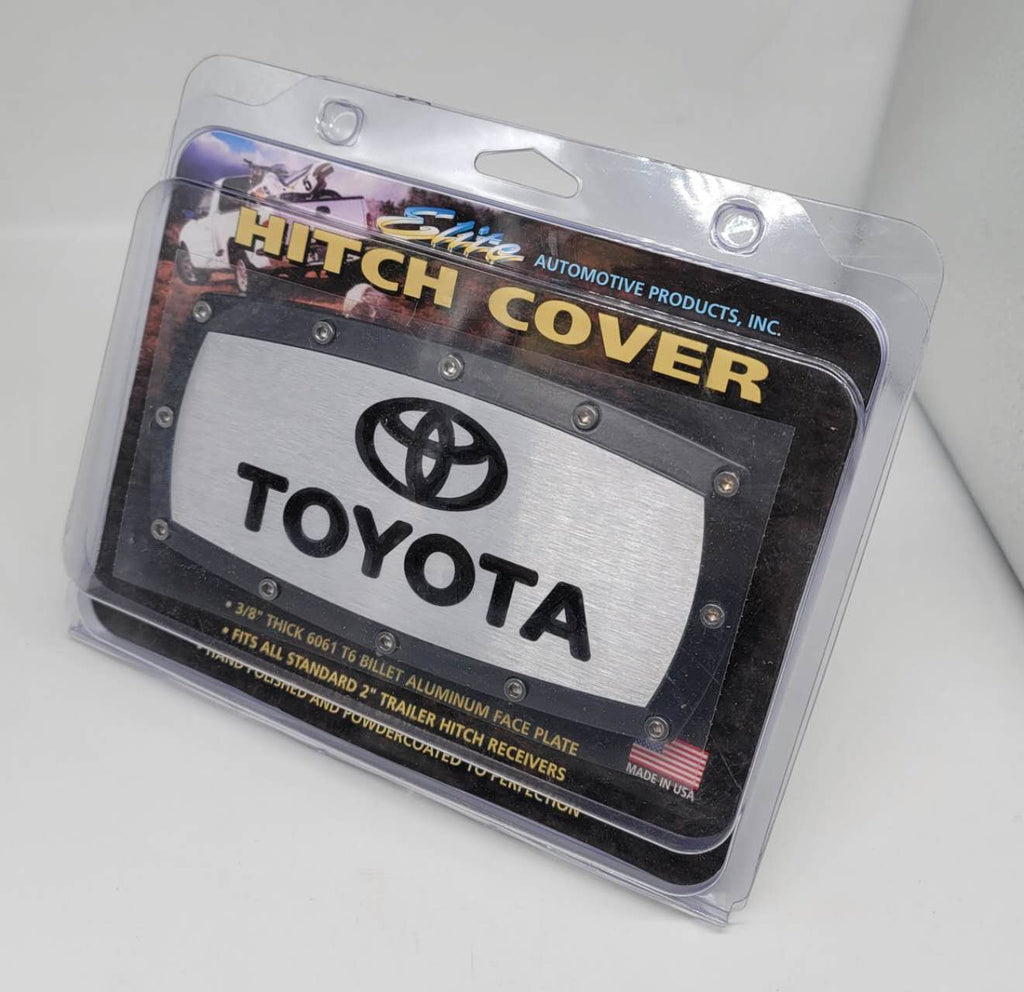 Elite
AUTOMOTIVE PRODUCTS, INC.
HITCH COVER
TOYOTA
• 3/8" THICK 6061 T6 BILLET ALUMINUM FACE PLATE
• FITS ALL STANDARD 2" TRAILER HITCH RECEIVERS
• HAND POLISHED AND POWDERCOATED TO PERFECTION
MADE IN USA